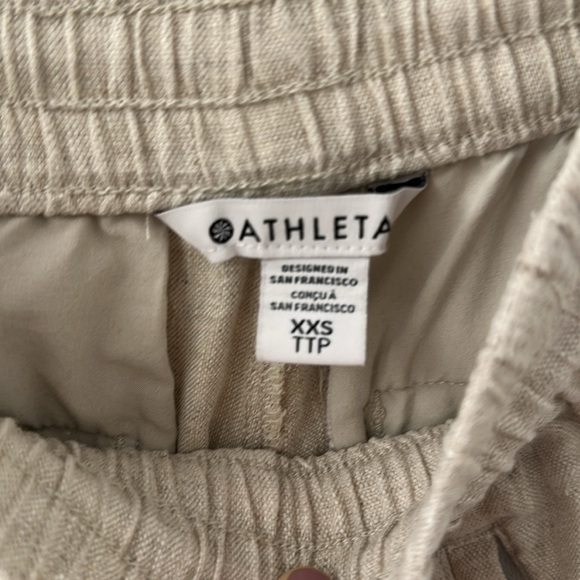 ATHLETA
DESIGNED IN
SAN FRANCISCO
CONÇU À
SAN FRANCISCO
XXS
TTP